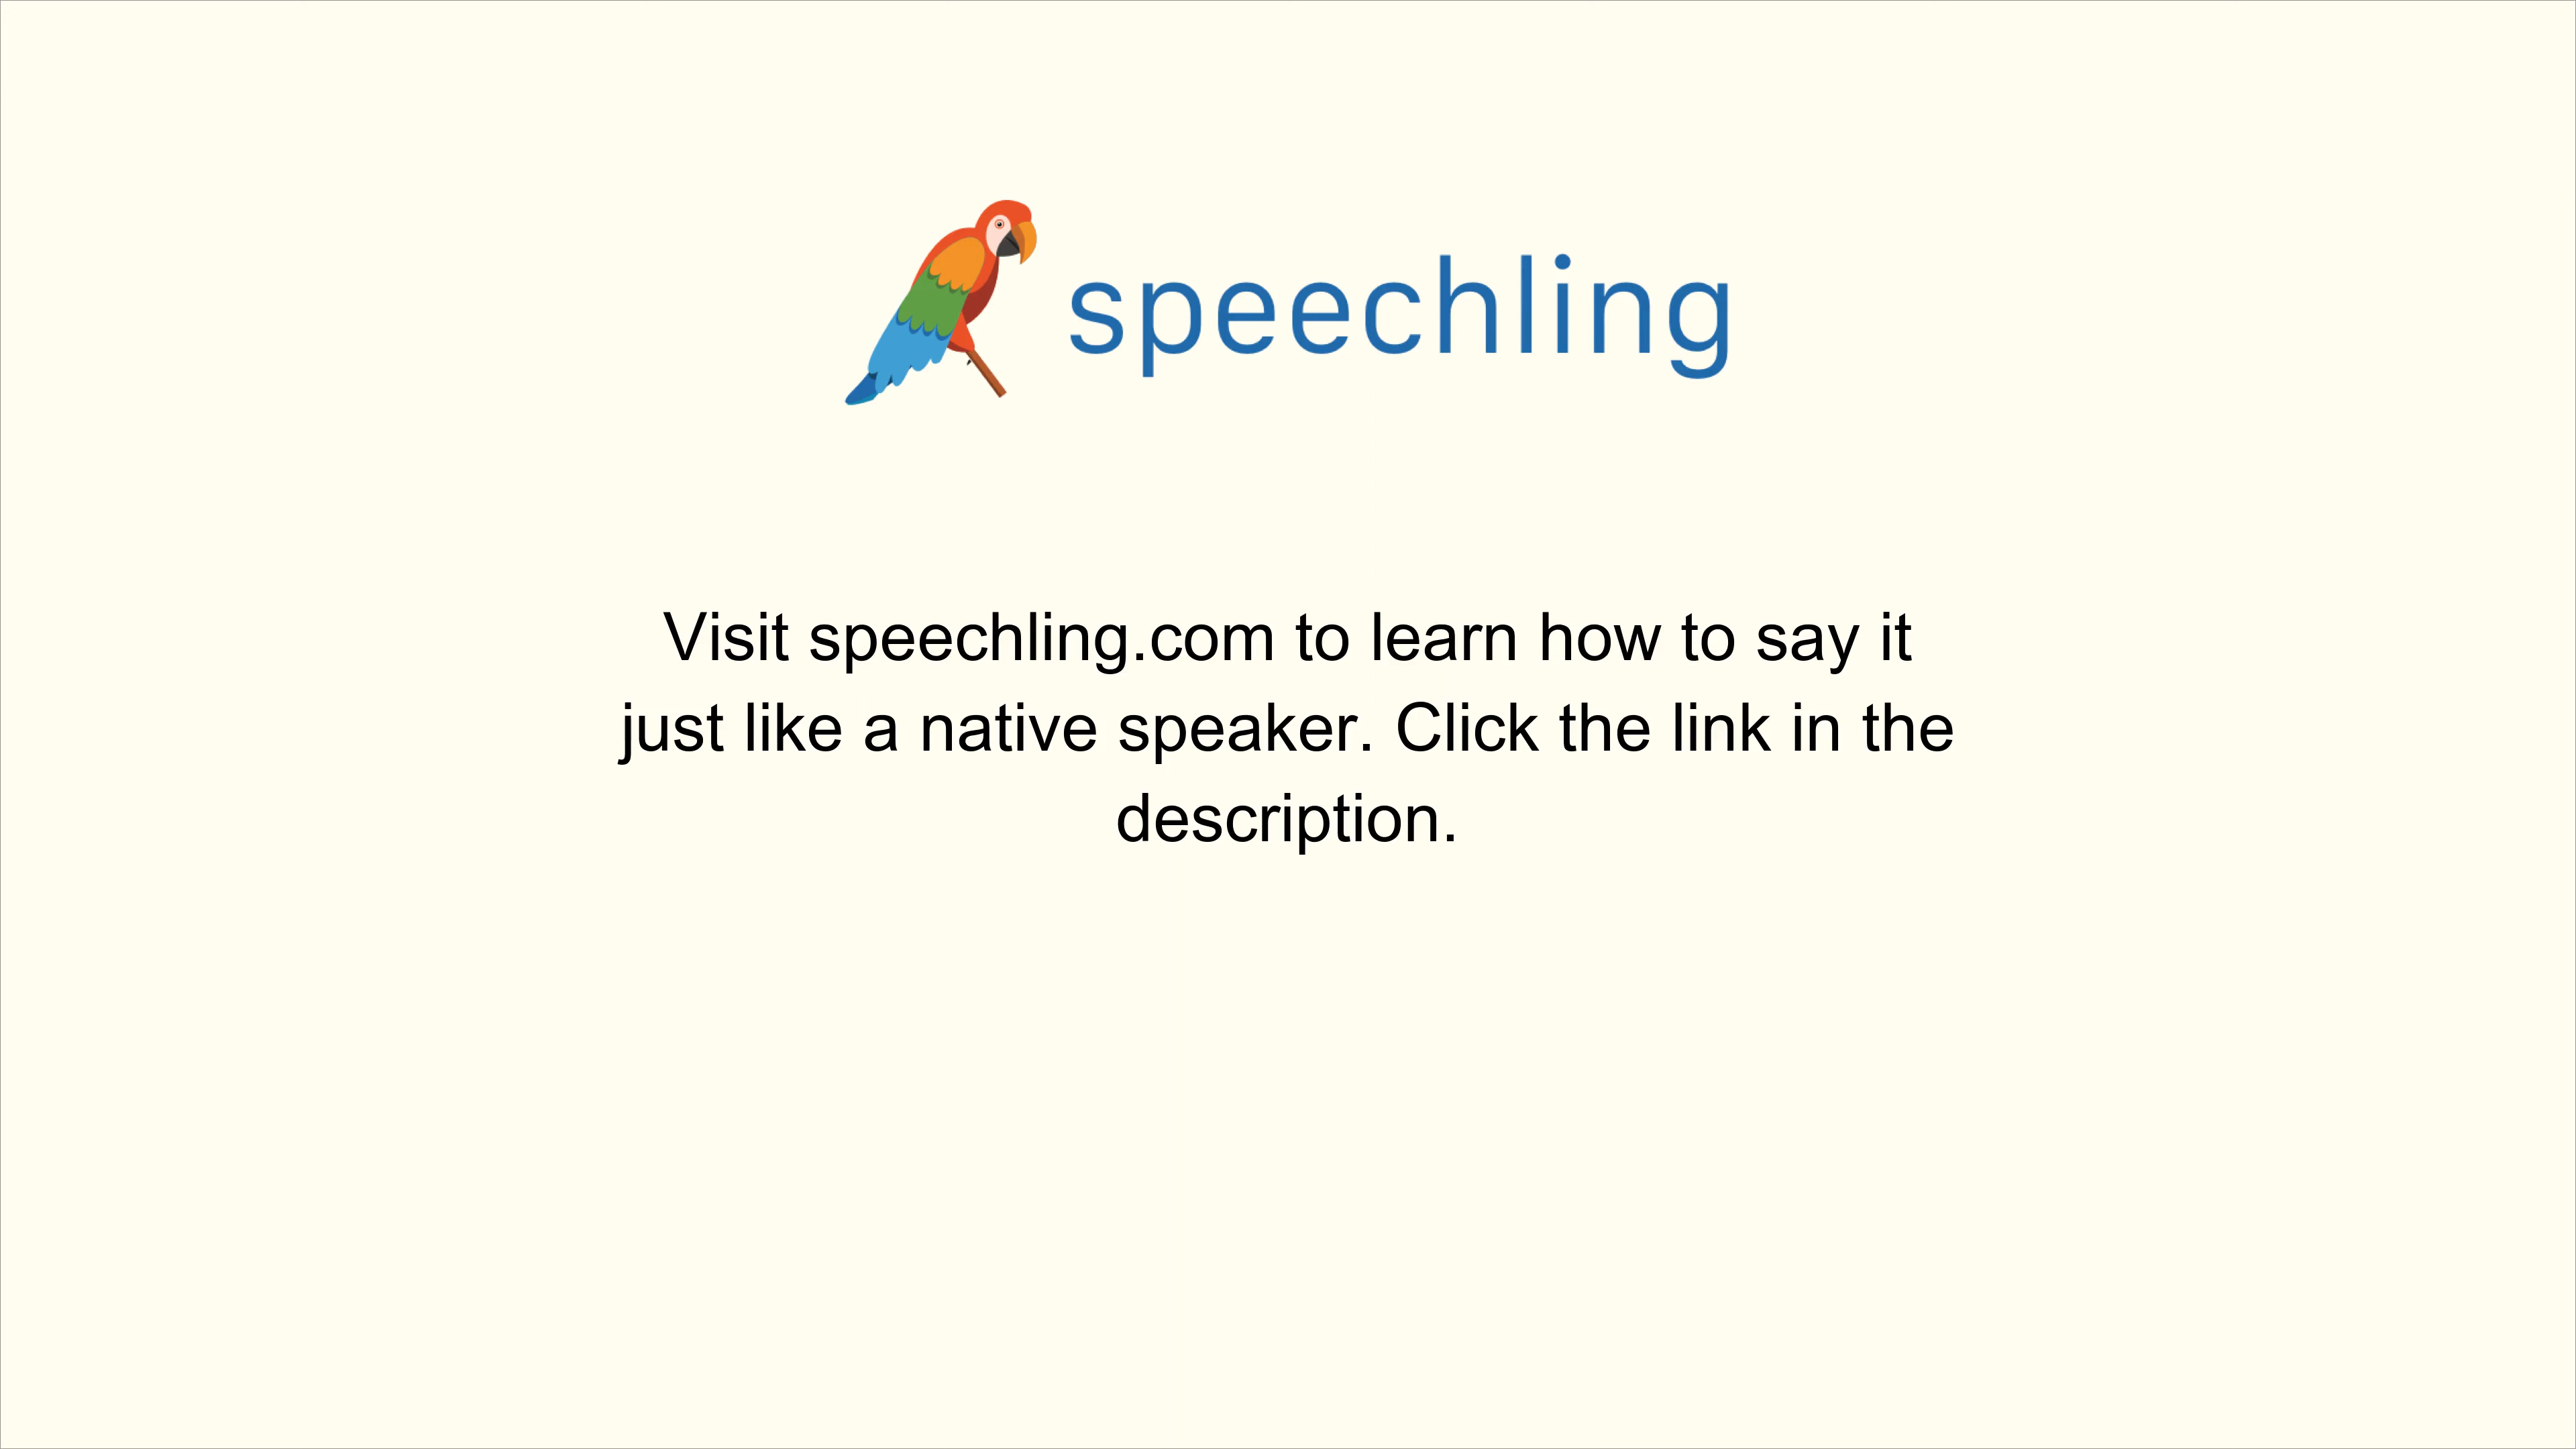 speechling
Visit speechling.com to learn how to say it
just like a native speaker. Click the link in the
description.